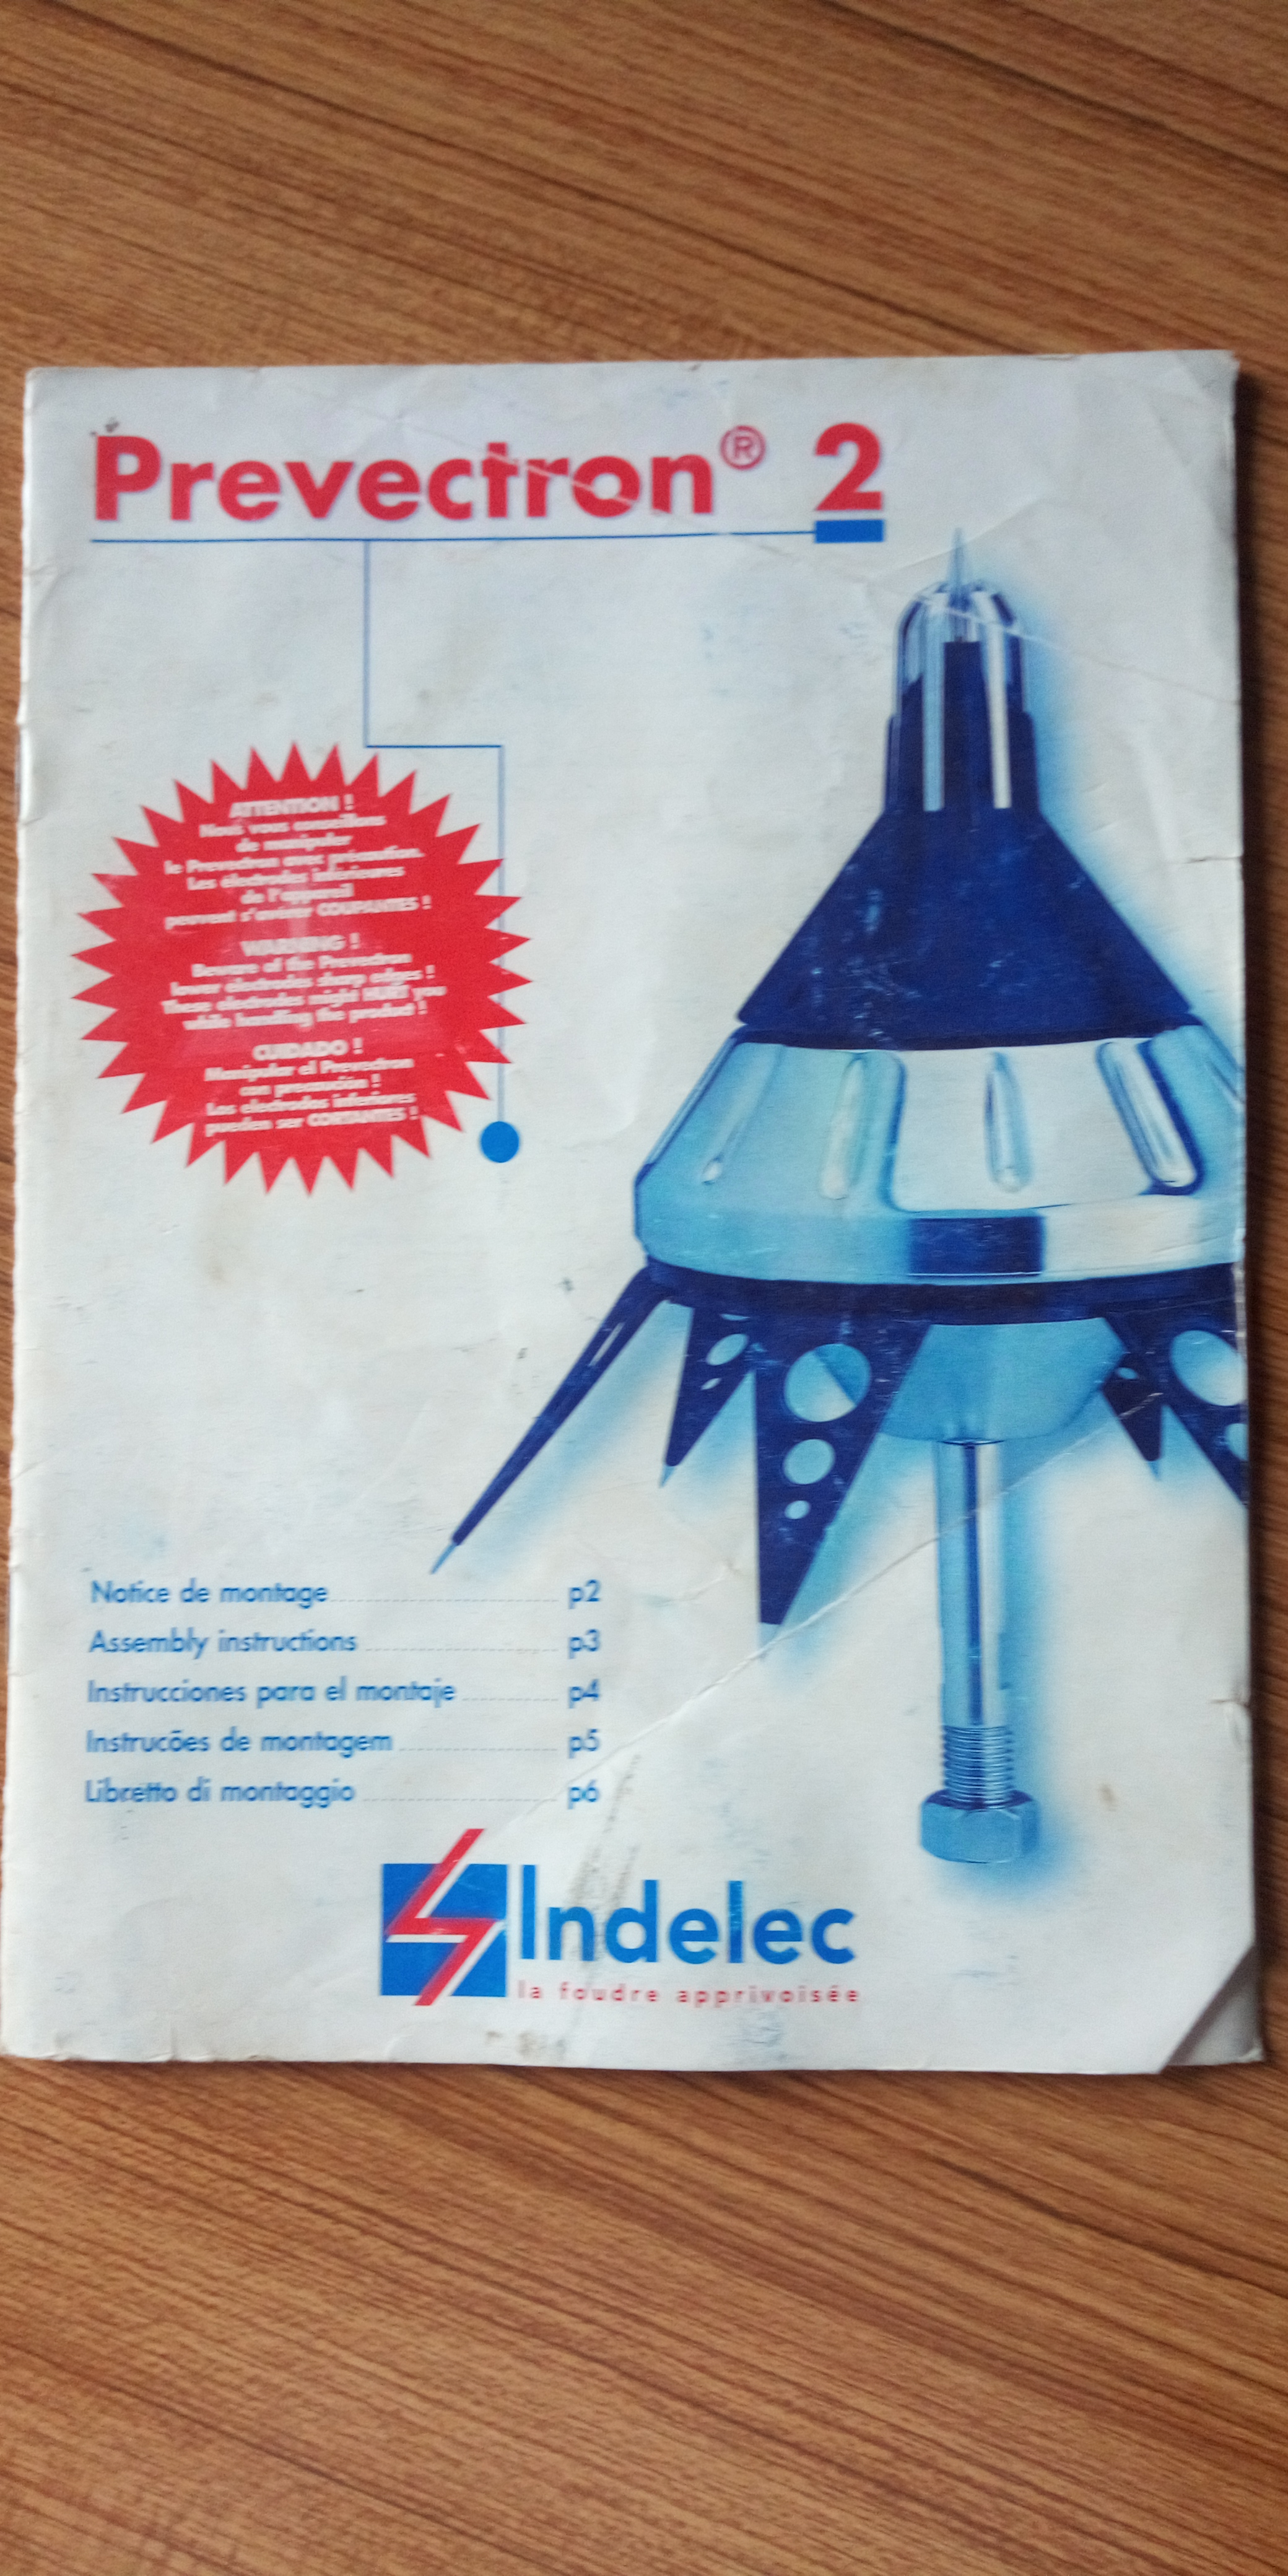 Prevectron® 2
ATTENTION !
Nous vous conseillons
de manipuler
le Prevectron avec précaution.
Les électrodes inférieures
de l'appareil
peuvent s'avérer COUPANTES !
WARNING !
Beware of the Prevectron
lower electrodes sharp edges !
These electrodes might HURT you
while handling the product !
CUIDADO !
Manipular el Prevectron
con precaución !
Los electrodos inferiores
pueden ser CORTANTES !
Notice de montage p2
Assembly instructions p3
Instrucciones para el montaje p4
Instrucões de montagem p5
Libretto di montaggio p6
Indelec
la foudre apprivoisée